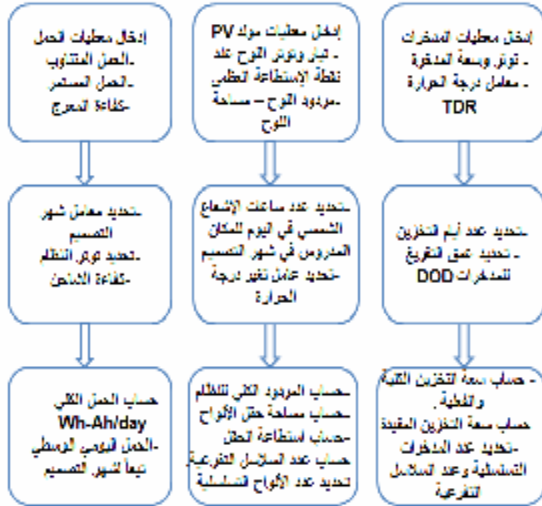 إدخل معطيات المدخرات
- توتر وسعة المدخرة
- معامل درجة الحرارة
TDR
إدخل معطيات مولد PV
- تيار وتوتر اللوح عند
نقطة الإستطاعة العظمى
-مردود اللوح – مساحة
اللوح
إدخال معطيات الحمل
-الحمل المتناوب
-الحمل المستمر
-كفاءة المعرج
-تحديد عدد أيام التخزين
- تحديد عمق التفريغ
للمدخرات DOD
-تحديد عدد ساعات الإشعاع
الشمسي في اليوم للمكان
المدروس في شهر التصميم
-تحديد عامل تغير درجة
الحرارة
-تحديد معامل شهر
التصميم
-تحديد توتر النظام
-كفاءة الشاحن
- حساب سعة التخزين الكلية
والفعلية.
حساب سعة التخزين المقيدة
-تحديد عدد المدخرات
التسلسلية وعدد السلاسل
التفرعية
-حساب المردود الكلي للنظام
-حساب مساحة حقل الألواح
-حساب استطاعة الحقل
حساب عدد السلاسل التفرعية.
تحديد عدد الألواح التسلسلية
حساب الحمل الكلي
Wh-Ah/day
-الحمل اليومي الوسطي
تبعاً لشهر التصميم